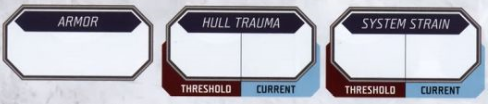 ARMOR
HULL TRAUMA
SYSTEM STRAIN
THRESHOLD CURRENT
THRESHOLD CURRENT